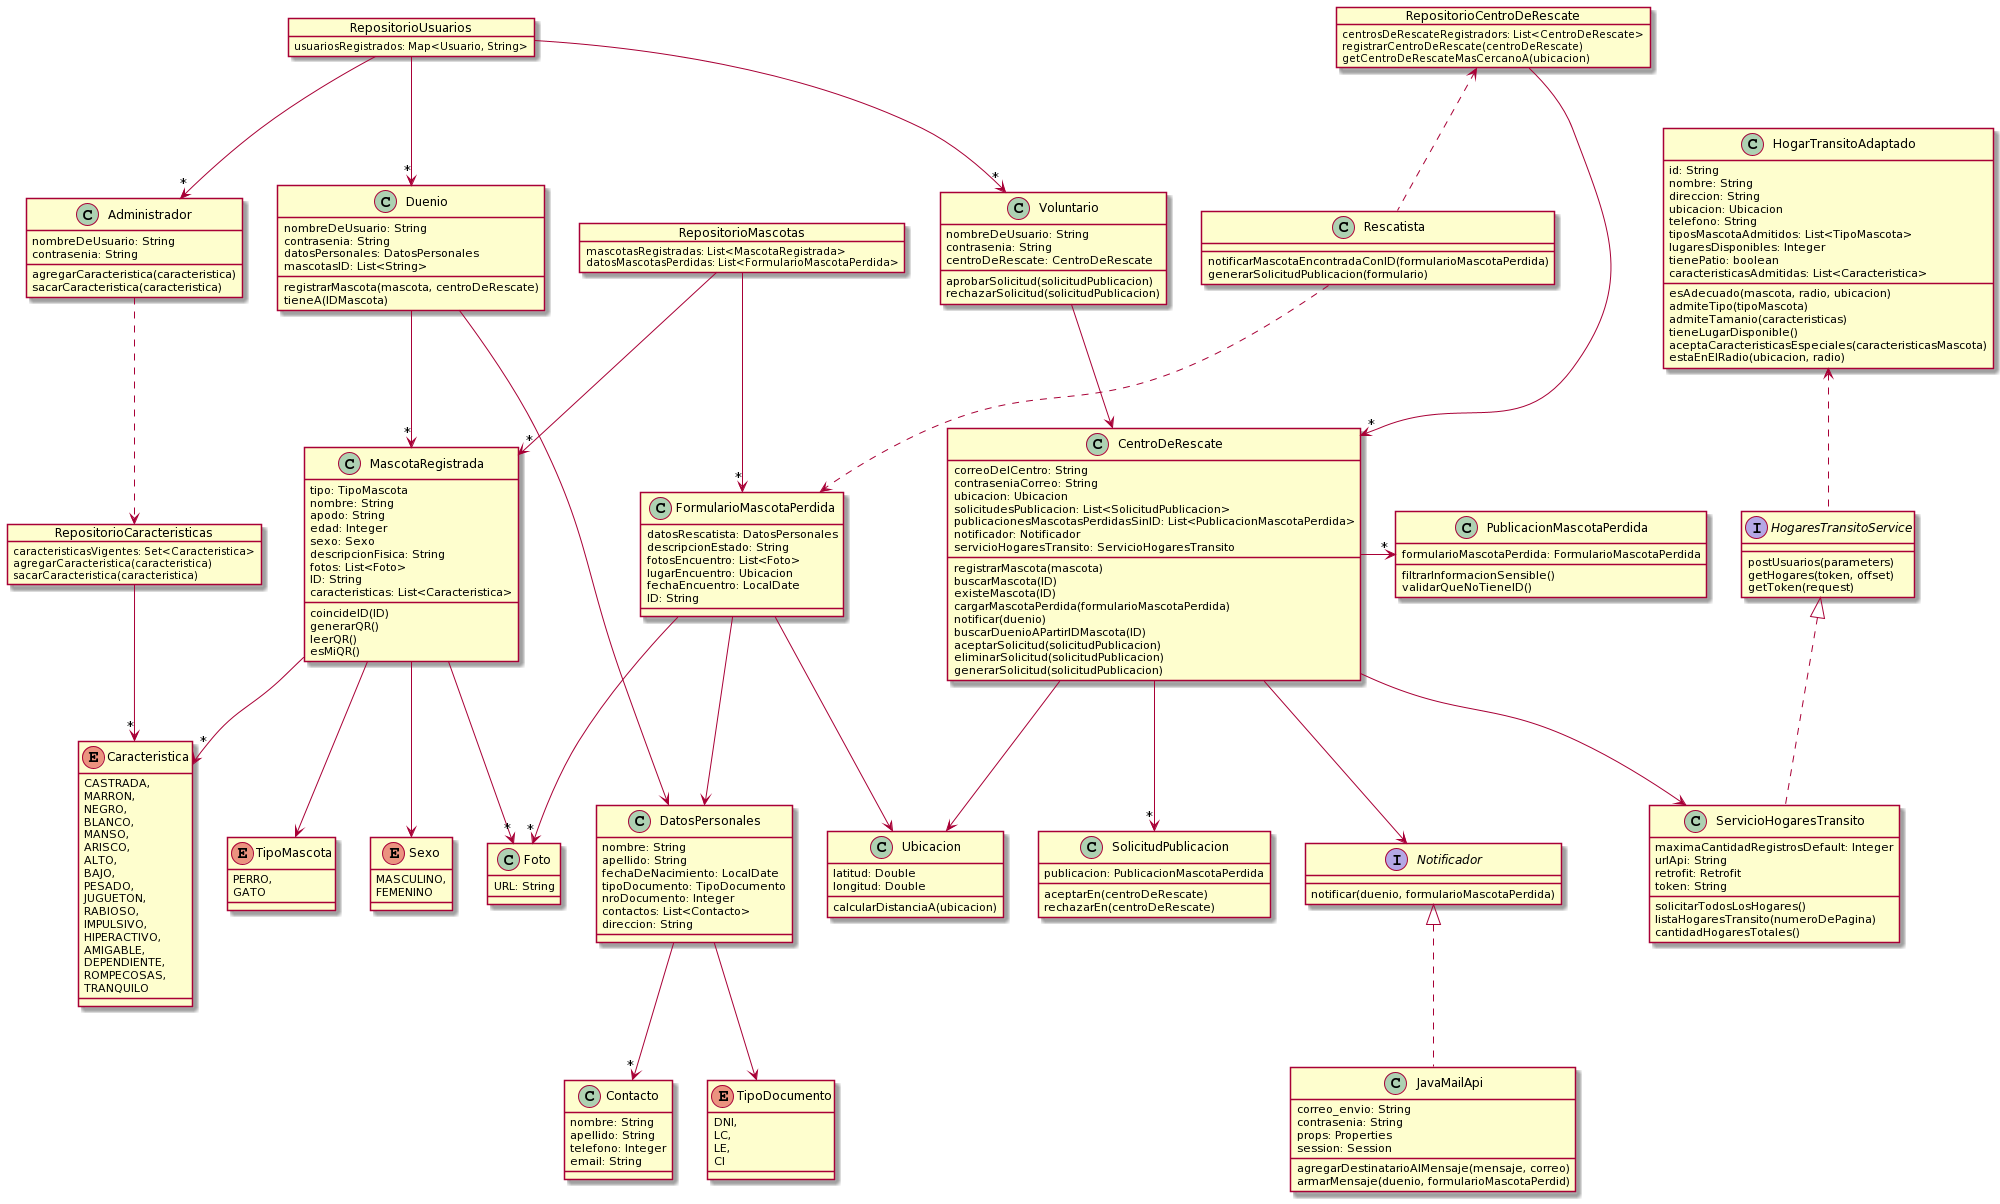 RepositorioUsuarios
usuariosRegistrados: Map<Usuario, String>
RepositorioCentroDeRescate
centrosDeRescateRegistradors: List<CentroDeRescate>
registrarCentroDeRescate(centroDeRescate)
getCentroDeRescateMasCercanoA(ubicacion)
C HogarTransitoAdaptado
id: String
nombre: String
direccion: String
ubicacion: Ubicacion
telefono: String
tiposMascotaAdmitidos: List<TipoMascota>
lugaresDisponibles: Integer
tienePatio: boolean
caracteristicasAdmitidas: List<Caracteristica>
esAdecuado(mascota, radio, ubicacion)
admiteTipo(tipoMascota)
admiteTamanio(caracteristicas)
tieneLugarDisponible()
aceptaCaracteristicasEspeciales(caracteristicasMascota)
estaEnElRadio(ubicacion, radio)
*
*
*
C Administrador
nombreDeUsuario: String
contrasenia: String
agregarCaracteristica(caracteristica)
sacarCaracteristica(caracteristica)
C Duenio
nombreDeUsuario: String
contrasenia: String
datosPersonales: DatosPersonales
mascotasID: List<String>
registrarMascota(mascota, centroDeRescate)
tieneA(IDMascota)
RepositorioMascotas
mascotasRegistradas: List<MascotaRegistrada>
datosMascotasPerdidas: List<FormularioMascotaPerdida>
C Voluntario
nombreDeUsuario: String
contrasenia: String
centroDeRescate: CentroDeRescate
aprobarSolicitud(solicitudPublicacion)
rechazarSolicitud(solicitudPublicacion)
C Rescatista
notificarMascotaEncontradaConID(formularioMascotaPerdida)
generarSolicitudPublicacion(formulario)
*
*
*
*
RepositorioCaracteristicas
caracteristicasVigentes: Set<Caracteristica>
agregarCaracteristica(caracteristica)
sacarCaracteristica(caracteristica)
C MascotaRegistrada
tipo: TipoMascota
nombre: String
apodo: String
edad: Integer
sexo: Sexo
descripcionFisica: String
fotos: List<Foto>
ID: String
caracteristicas: List<Caracteristica>
coincideID(ID)
generarQR()
leerQR()
esMiQR()
C FormularioMascotaPerdida
datosRescatista: DatosPersonales
descripcionEstado: String
fotosEncuentro: List<Foto>
lugarEncuentro: Ubicacion
fechaEncuentro: LocalDate
ID: String
C CentroDeRescate
correoDelCentro: String
contraseniaCorreo: String
ubicacion: Ubicacion
solicitudesPublicacion: List<SolicitudPublicacion>
publicacionesMascotasPerdidasSinID: List<PublicacionMascotaPerdida>
notificador: Notificador
servicioHogaresTransito: ServicioHogaresTransito
registrarMascota(mascota)
buscarMascota(ID)
existeMascota(ID)
cargarMascotaPerdida(formularioMascotaPerdida)
notificar(duenio)
buscarDuenioAPartirIDMascota(ID)
aceptarSolicitud(solicitudPublicacion)
eliminarSolicitud(solicitudPublicacion)
generarSolicitud(solicitudPublicacion)
*
C PublicacionMascotaPerdida
formularioMascotaPerdida: FormularioMascotaPerdida
filtrarInformacionSensible()
validarQueNoTieneID()
I HogaresTransitoService
postUsuarios(parameters)
getHogares(token, offset)
getToken(request)
*
*
*
*
*
E Caracteristica
CASTRADA,
MARRON,
NEGRO,
BLANCO,
MANSO,
ARISCO,
ALTO,
BAJO,
PESADO,
JUGUETON,
RABIOSO,
IMPULSIVO,
HIPERACTIVO,
AMIGABLE,
DEPENDIENTE,
ROMPECOSAS,
TRANQUILO
E TipoMascota
PERRO,
GATO
E Sexo
MASCULINO,
FEMENINO
C Foto
URL: String
C DatosPersonales
nombre: String
apellido: String
fechaDeNacimiento: LocalDate
tipoDocumento: TipoDocumento
nroDocumento: Integer
contactos: List<Contacto>
direccion: String
C Ubicacion
latitud: Double
longitud: Double
calcularDistanciaA(ubicacion)
C SolicitudPublicacion
publicacion: PublicacionMascotaPerdida
aceptarEn(centroDeRescate)
rechazarEn(centroDeRescate)
I Notificador
notificar(duenio, formularioMascotaPerdida)
C ServicioHogaresTransito
maximaCantidadRegistrosDefault: Integer
urlApi: String
retrofit: Retrofit
token: String
solicitarTodosLosHogares()
listaHogaresTransito(numeroDePagina)
cantidadHogaresTotales()
*
C Contacto
nombre: String
apellido: String
telefono: Integer
email: String
E TipoDocumento
DNI,
LC,
LE,
CI
C JavaMailApi
correo_envio: String
contrasenia: String
props: Properties
session: Session
agregarDestinatarioAlMensaje(mensaje, correo)
armarMensaje(duenio, formularioMascotaPerdid)